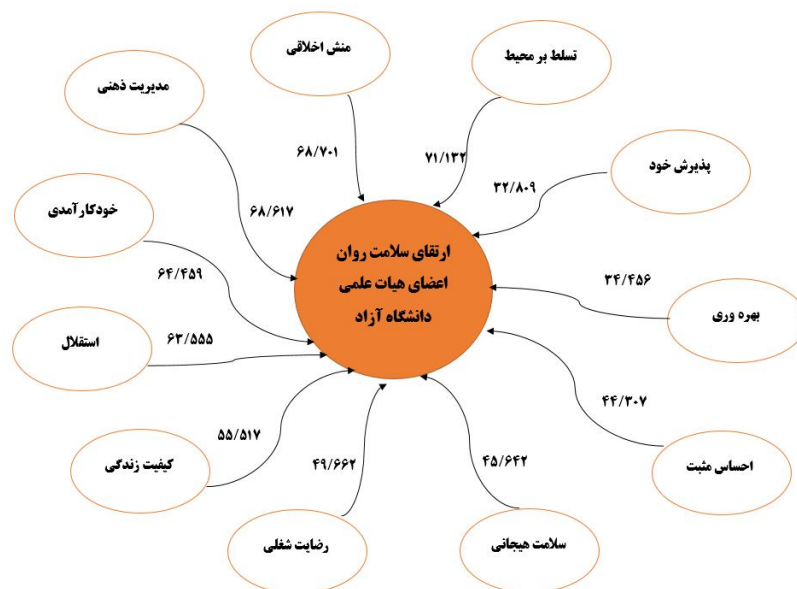 منش اخلاقی
تسلط بر محیط
مدیریت ذهنی
۶۸/۷۰۱
۷۱/۱۳۲
پذیرش خود
۳۲/۸۰۹
۶۸/۶۱۷
خودکارآمدی
ارتقای سلامت روان
اعضای هیات علمی
دانشگاه آزاد
۶۴/۴۵۹
۳۴/۴۵۶
بهره وری
استقلال
۶۳/۵۵۵
۴۴/۳۰۷
۵۵/۵۱۷
۴۹/۶۶۲
۴۵/۶۴۲
کیفیت زندگی
احساس مثبت
رضایت شغلی
سلامت هیجانی